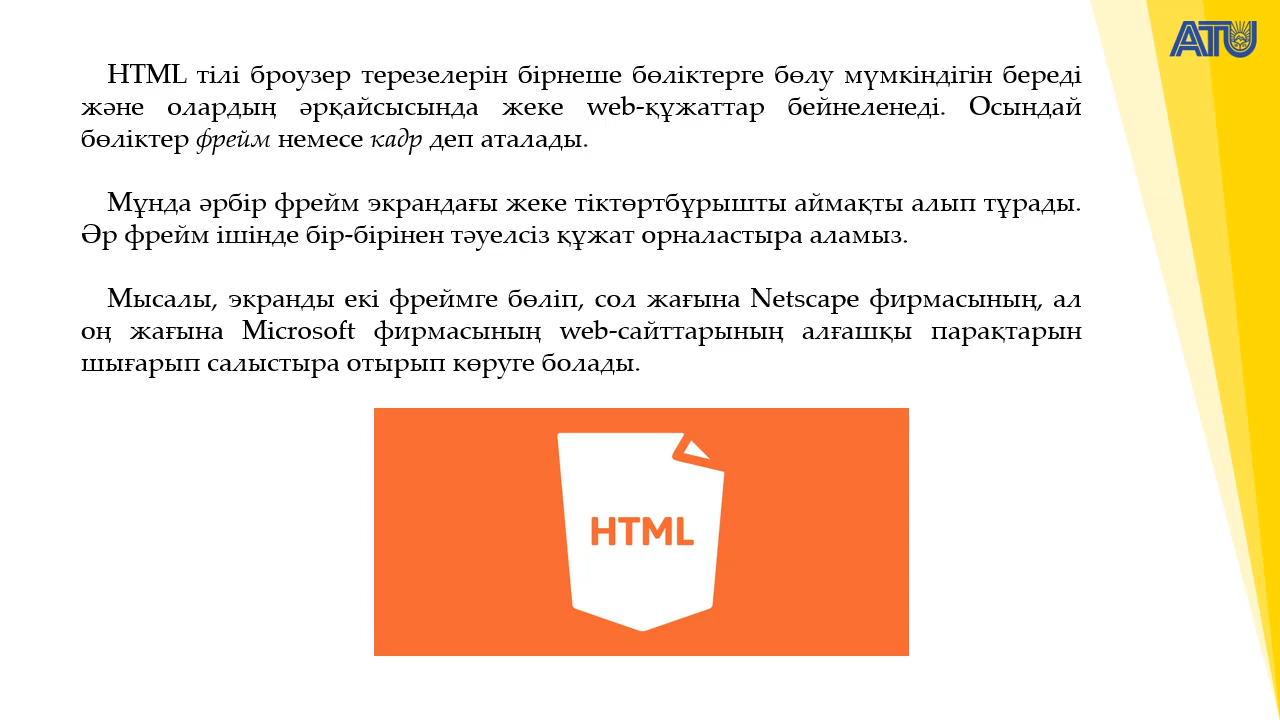 ATU
HTML тілі броузер терезелерін бірнеше бөліктерге бөлу мүмкіндігін береді
және олардың әрқайсысында жеке web-құжаттар бейнеленеді. Осындай
бөліктер фрейм немесе кадр деп аталады.
Мұнда әрбір фрейм экрандағы жеке тіктөртбұрышты аймақты алып тұрады.
Әр фрейм ішінде бір-бірінен тәуелсіз құжат орналастыра аламыз.
Мысалы, экранды екі фреймге бөліп, сол жағына Netscape фирмасының, ал
оң жағына Microsoft фирмасының web-сайттарының алғашқы парақтарын
шығарып салыстыра отырып көруге болады.
HTML